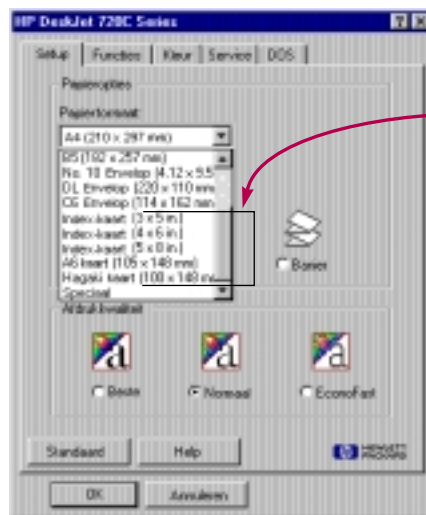 HP DeskJet 720C Series
Setup Functies Kleur Service DOS
Papieropties
Papierformaat:
A4 (210 x 297 mm)
B5 (182 x 257 mm)
No. 10 Envelop (4.12 x 9.5
DL Envelop (220 x 110 mm
C6 Envelop (114 x 162 mm
Index-kaart (3 x 5 in.)
Index-kaart (4 x 6 in.)
Index-kaart (5 x 8 in.)
A6 kaart (105 x 148 mm)
Hagaki kaart (100 x 148 m
Speciaal
Banier
Afdrukkwaliteit
a a a
Beste Normaal EconoFast
Standaard Help
hp HEWLETT
PACKARD
OK Annuleren